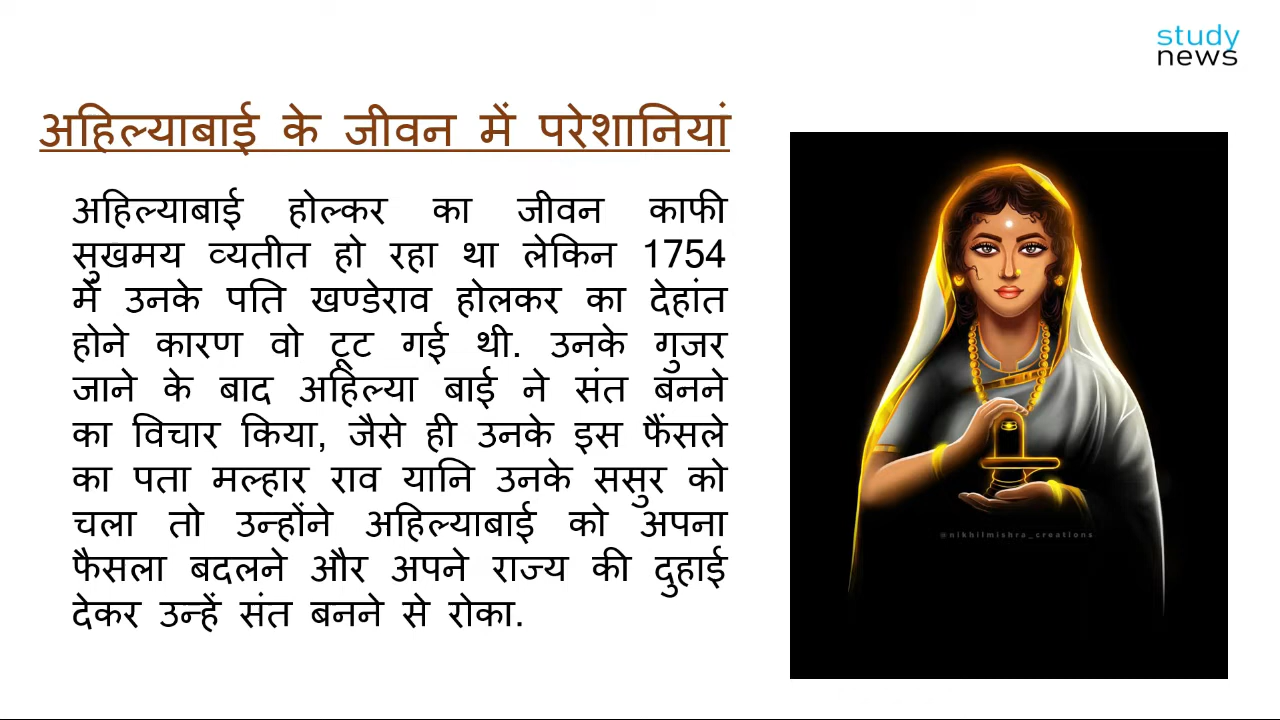 study
news
अहिल्याबाई के जीवन में परेशानियां
अहिल्याबाई होल्कर का जीवन काफी
सुखमय व्यतीत हो रहा था लेकिन 1754
में उनके पति खण्डेराव होलकर का देहांत
होने कारण वो टूट गई थी. उनके गुजर
जाने के बाद अहिल्या बाई ने संत बनने
का विचार किया, जैसे ही उनके इस फैंसले
का पता मल्हार राव यानि उनके ससुर को
चला तो उन्होंने अहिल्याबाई को अपना
फैसला बदलने और अपने राज्य की दुहाई
देकर उन्हें संत बनने से रोका.
@nikhilmishra_creations